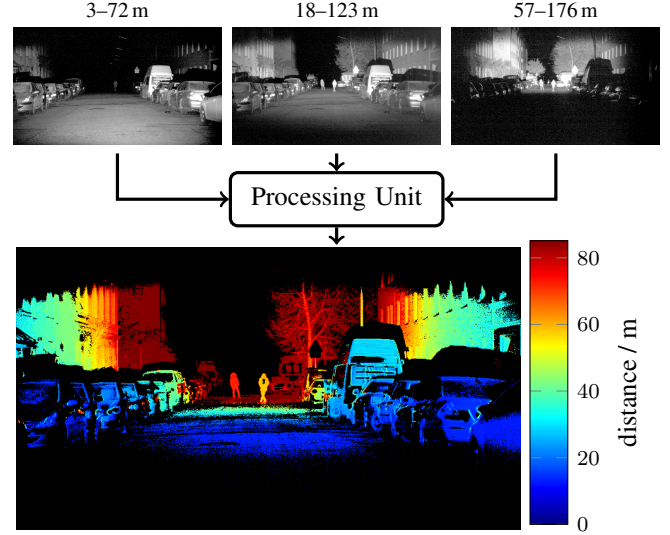 3–72 m
18–123 m
57–176 m
Processing Unit
80
60
40
20
0
distance / m